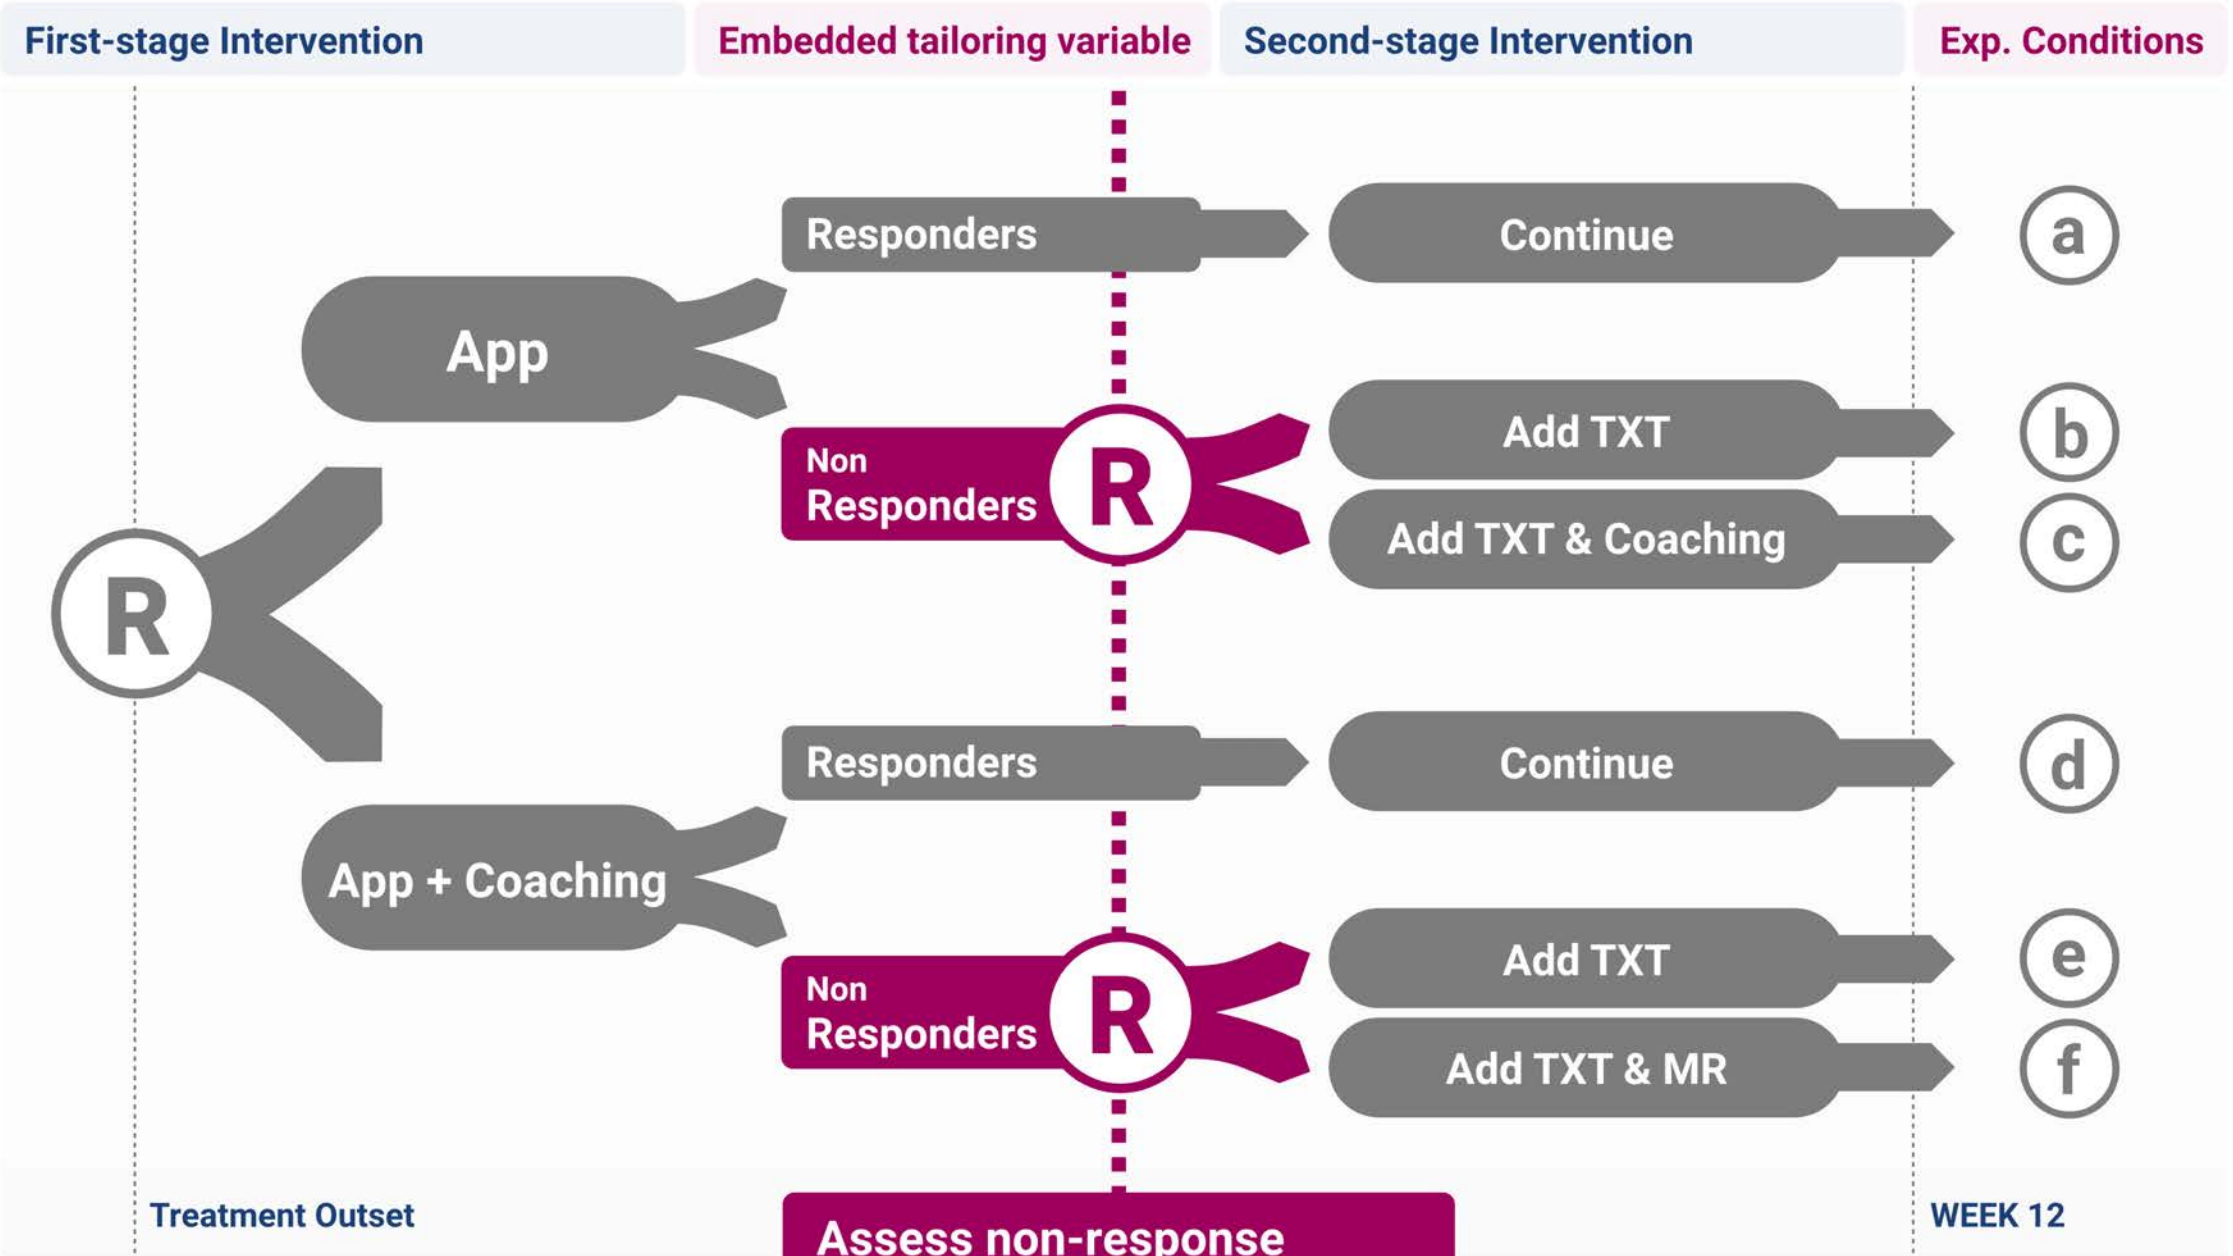 First-stage Intervention
Embedded tailoring variable
Second-stage Intervention
Exp. Conditions
Responders
Continue
a
App
Non
Responders
R
Add TXT
b
Add TXT & Coaching
c
R
Responders
Continue
d
App + Coaching
Non
Responders
R
Add TXT
e
Add TXT & MR
f
Treatment Outset
Assess non-response
WEEK 12